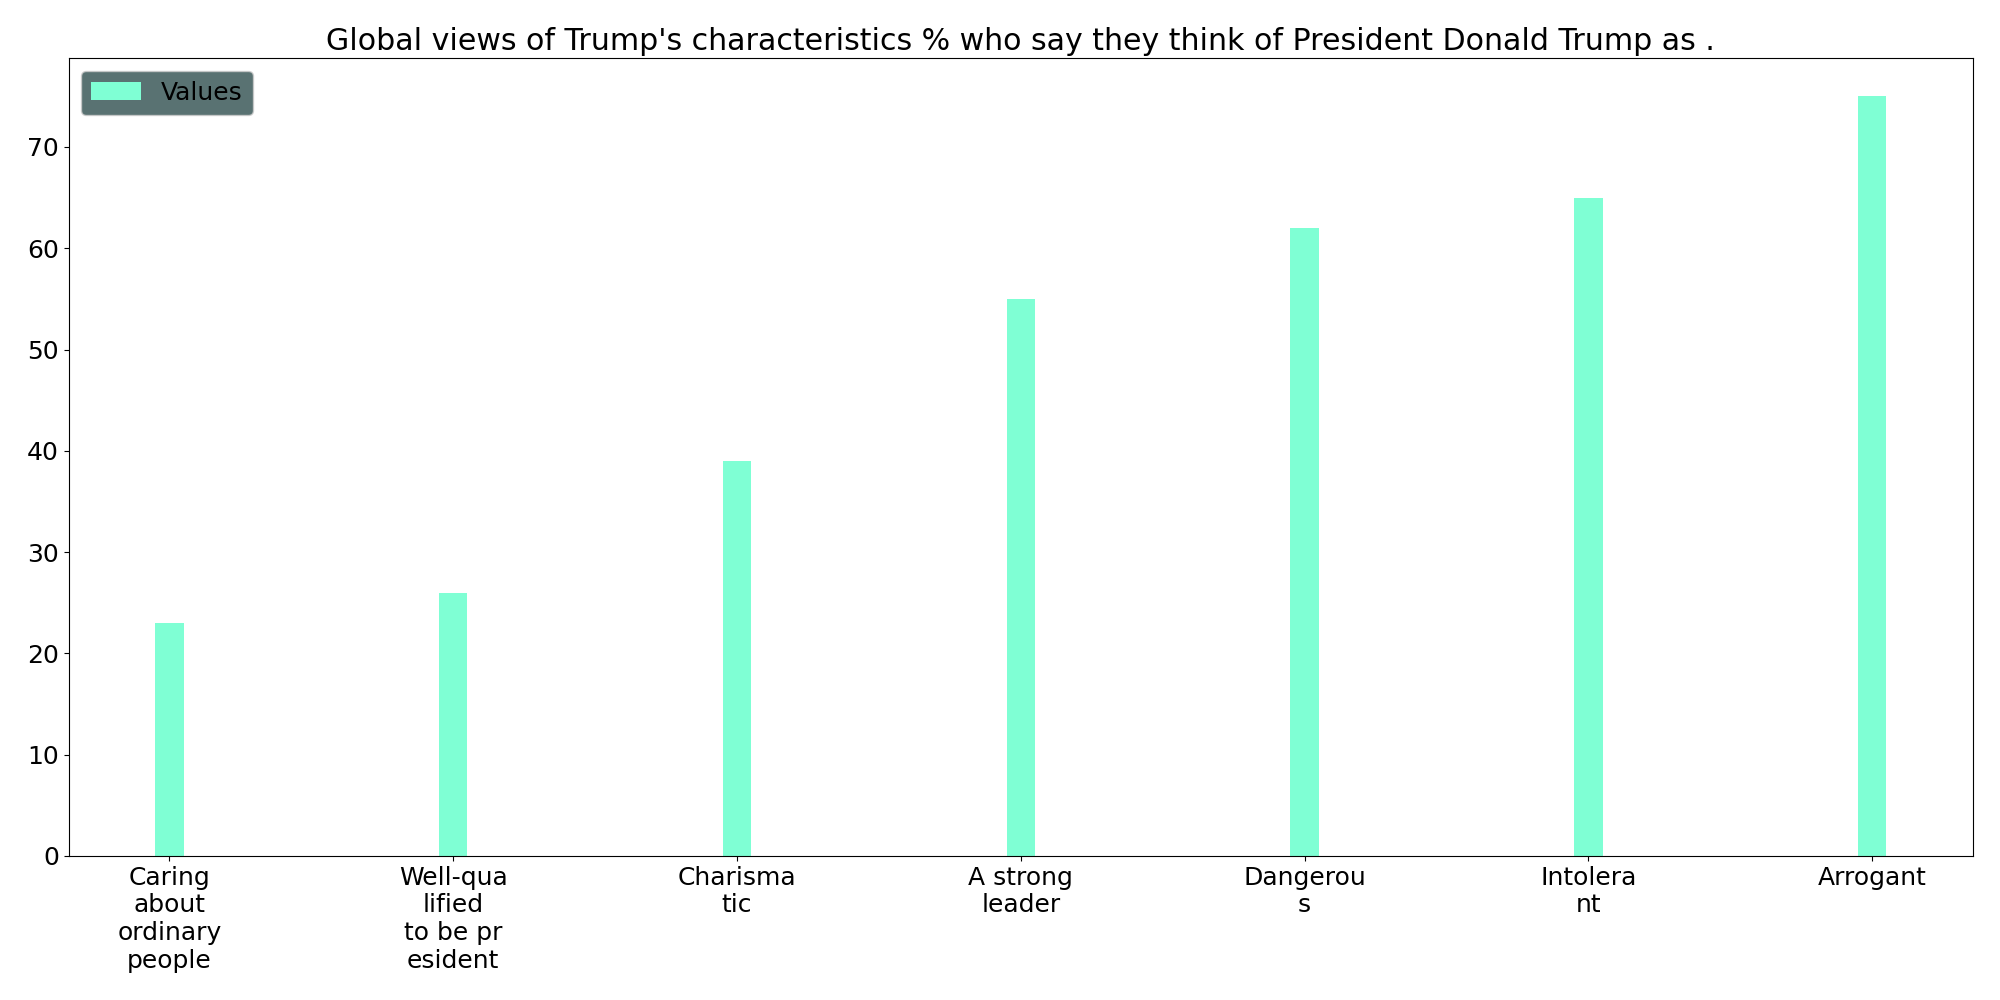 Global views of Trump's characteristics % who say they think of President Donald Trump as .
Values
70
60
50
40
30
20
10
0
Caring
about
ordinary
people
Well-qua
lified
to be pr
esident
Charisma
tic
A strong
leader
Dangerou
s
Intolera
nt
Arrogant